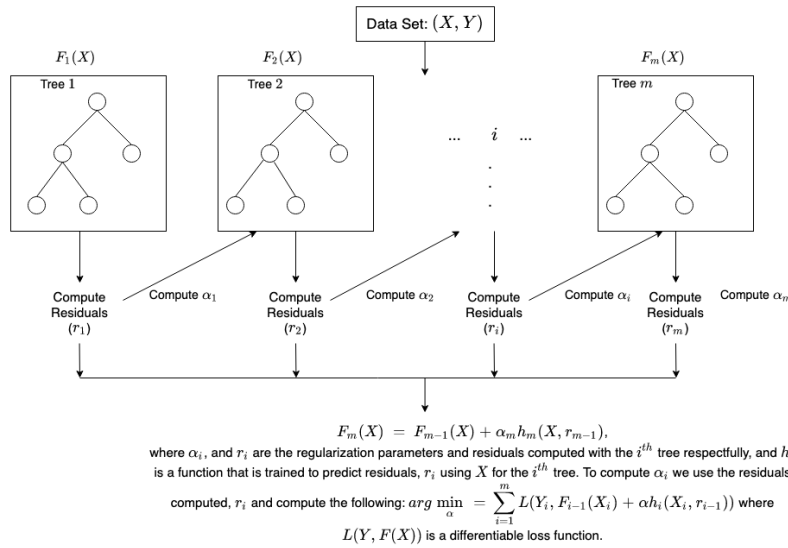 Data Set: (X, Y)
F₁(X)
F₂(X)
Fₘ(X)
Tree 1
Tree 2
Tree m
... i ...
.
.
.
Compute Residuals (r₁)
Compute α₁
Compute Residuals (r₂)
Compute α₂
Compute Residuals (rᵢ)
Compute αᵢ
Compute Residuals (rₘ)
Compute αₘ
Fₘ(X) = Fₘ₋₁(X) + αₘhₘ(X, rₘ₋₁),
where αᵢ, and rᵢ are the regularization parameters and residuals computed with the iᵗʰ tree respectfully, and h
is a function that is trained to predict residuals, rᵢ using X for the iᵗʰ tree. To compute αᵢ we use the residuals
computed, rᵢ and compute the following: arg min_α = ∑_{i=1}^{m} L(Yᵢ, Fᵢ₋₁(Xᵢ) + αhᵢ(Xᵢ, rᵢ₋₁)) where
L(Y, F(X)) is a differentiable loss function.